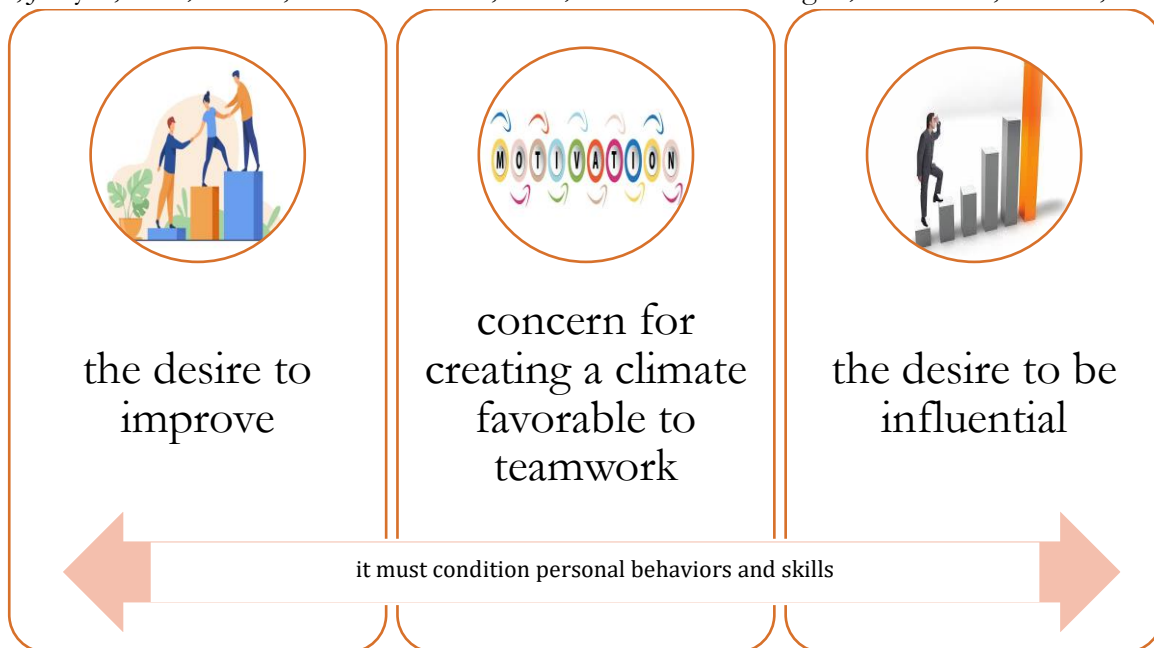 MOTIVATION
the desire to
improve
concern for
creating a climate
favorable to
teamwork
the desire to be
influential
it must condition personal behaviors and skills